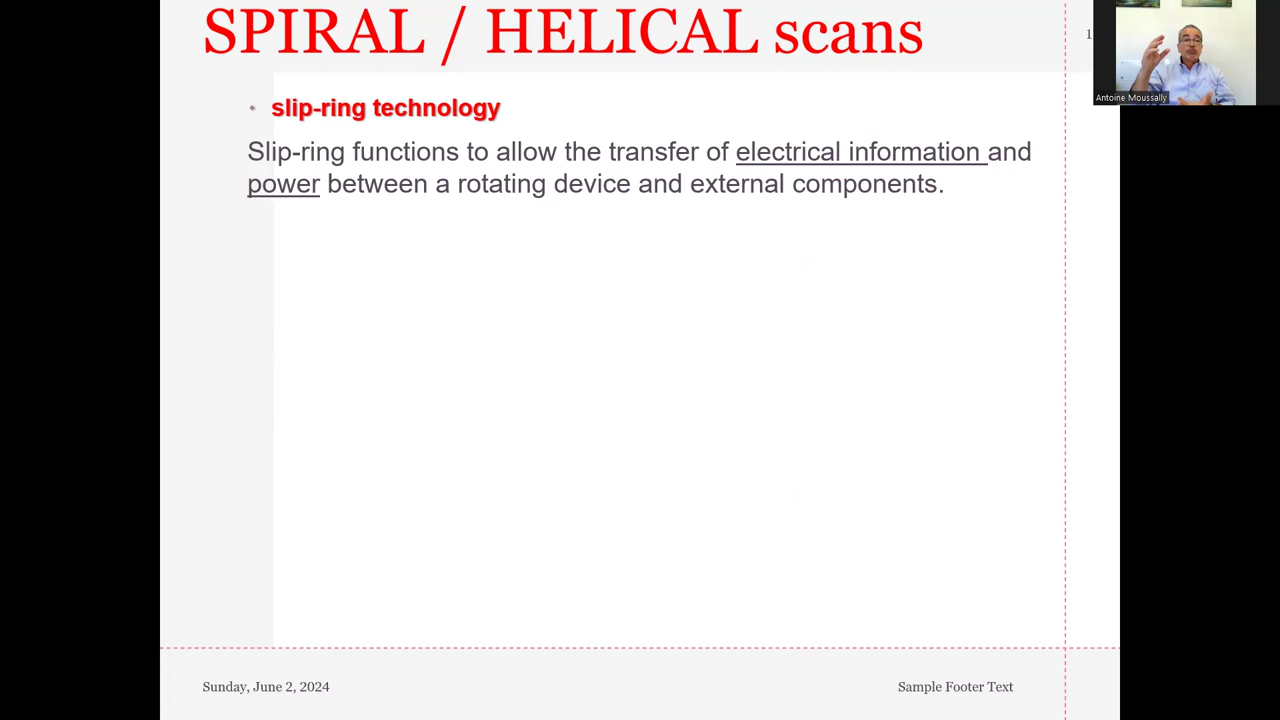 SPIRAL / HELICAL scans
1
Antoine Moussally
• slip-ring technology
Slip-ring functions to allow the transfer of electrical information and
power between a rotating device and external components.
Sunday, June 2, 2024
Sample Footer Text